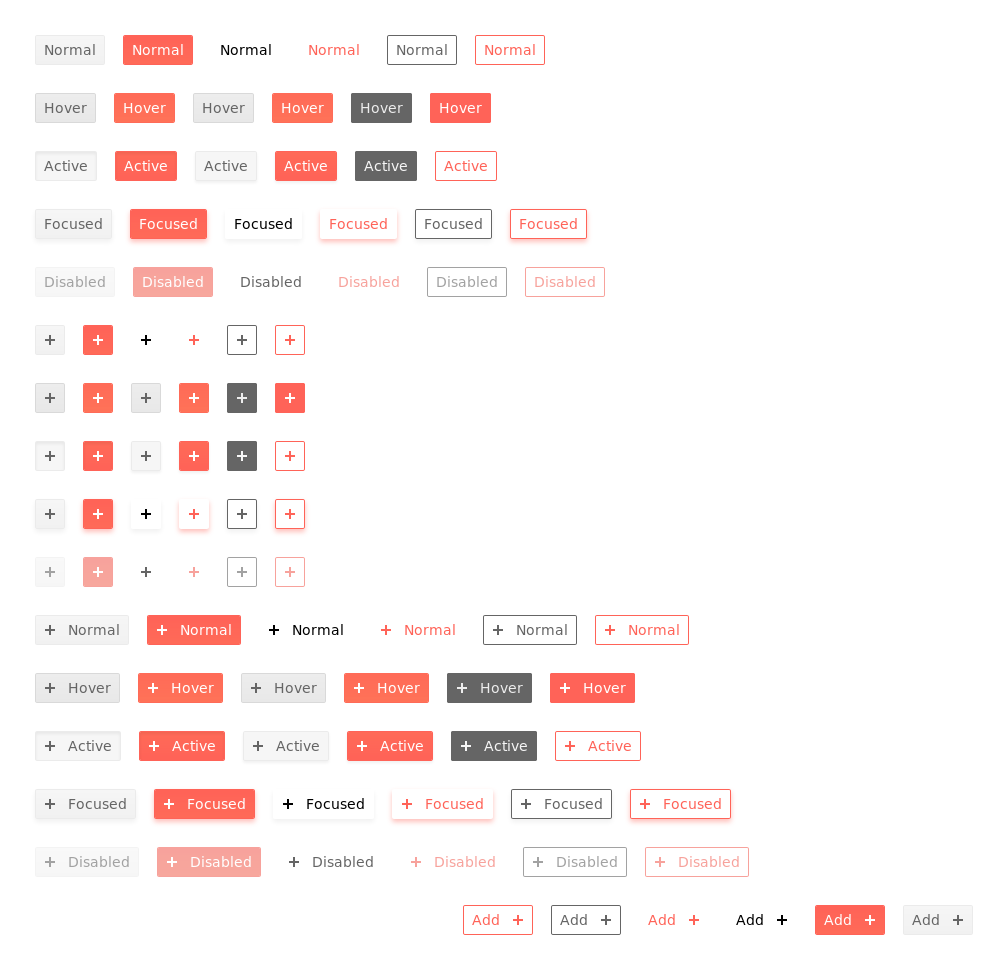 Normal Normal Normal Normal Normal Normal
Hover Hover Hover Hover Hover Hover
Active Active Active Active Active Active
Focused Focused Focused Focused Focused Focused
Disabled Disabled Disabled Disabled Disabled Disabled
+ + + + + +
+ + + + + +
+ + + + + +
+ + + + + +
+ + + + + +
+ Normal + Normal + Normal + Normal + Normal + Normal
+ Hover + Hover + Hover + Hover + Hover + Hover
+ Active + Active + Active + Active + Active + Active
+ Focused + Focused + Focused + Focused + Focused + Focused
+ Disabled + Disabled + Disabled + Disabled + Disabled + Disabled
Add + Add + Add + Add + Add + Add +